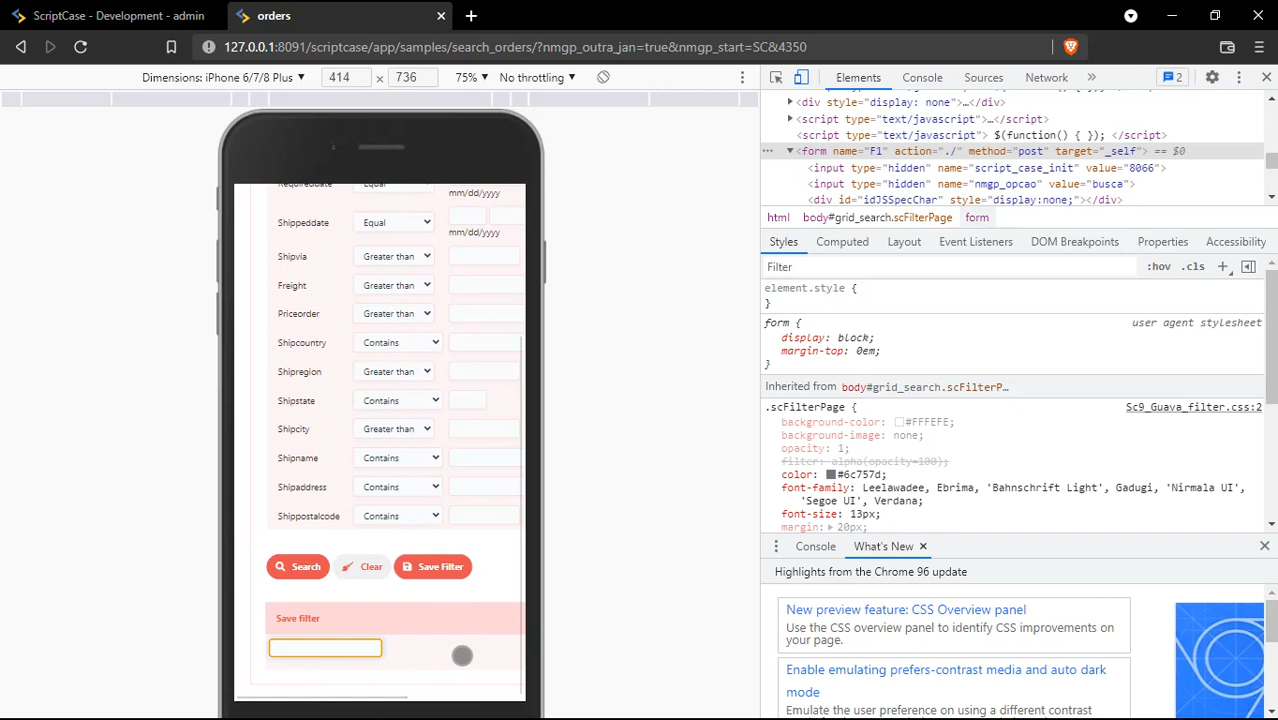 ScriptCase - Development - admin
orders
127.0.0.1:8091/scriptcase/app/samples/search_orders/?nmgp_outra_jan=true&nmgp_start=SC&4350
Dimensions: iPhone 6/7/8 Plus
414 × 736
75%
No throttling
Elements
Console
Sources
Network
2
<div style="display: none">…</div>
<script type="text/javascript">…</script>
<script type="text/javascript"> $(function() { }); </script>
<form name="F1" action="./" method="post" target="_self"> == $0
<input type="hidden" name="script_case_init" value="8066">
<input type="hidden" name="nmgp_opcao" value="busca">
<div id="idJSSpecChar" style="display:none;"></div>
html body#grid_search.scFilterPage form
Styles Computed Layout Event Listeners DOM Breakpoints Properties Accessibility
Filter
:hov .cls
element.style {
}
form {
user agent stylesheet
display: block;
margin-top: 0em;
}
Inherited from body#grid_search.scFilterP…
.scFilterPage {
Sc9_Guava_filter.css:2
background-color: #FFFEFE;
background-image: none;
opacity: 1;
filter: alpha(opacity=100);
color: #6c757d;
font-family: Leelawadee, Ebrima, 'Bahnschrift Light', Gadugi, 'Nirmala UI',
'Segoe UI', Verdana;
font-size: 13px;
margin: 20px;
Console
What's New
Highlights from the Chrome 96 update
New preview feature: CSS Overview panel
Use the CSS overview panel to identify CSS improvements on
your page.
Enable emulating prefers-contrast media and auto dark
mode
Emulate the user preference on using a different contrast
Requireddate Equal
mm/dd/yyyy
Shippeddate Equal
mm/dd/yyyy
Shipvia Greater than
Freight Greater than
Priceorder Greater than
Shipcountry Contains
Shipregion Greater than
Shipstate Contains
Shipcity Greater than
Shipname Contains
Shipaddress Contains
Shippostalcode Contains
Search Clear Save Filter
Save filter